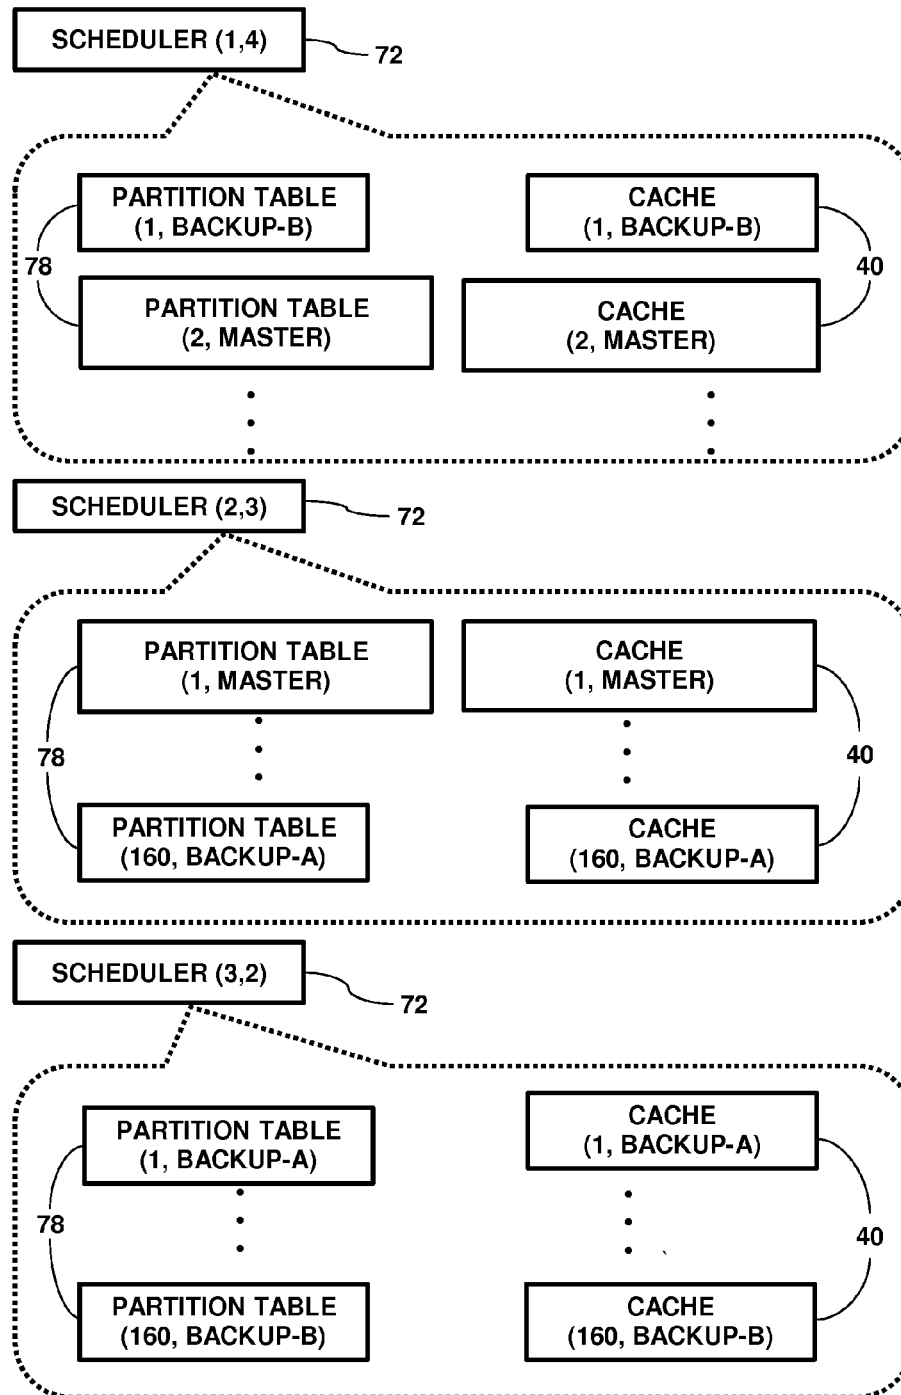 SCHEDULER (1,4)
72
PARTITION TABLE
(1, BACKUP-B)
CACHE
(1, BACKUP-B)
78
40
PARTITION TABLE
(2, MASTER)
CACHE
(2, MASTER)
SCHEDULER (2,3)
72
PARTITION TABLE
(1, MASTER)
CACHE
(1, MASTER)
78
40
PARTITION TABLE
(160, BACKUP-A)
CACHE
(160, BACKUP-A)
SCHEDULER (3,2)
72
PARTITION TABLE
(1, BACKUP-A)
CACHE
(1, BACKUP-A)
78
40
PARTITION TABLE
(160, BACKUP-B)
CACHE
(160, BACKUP-B)